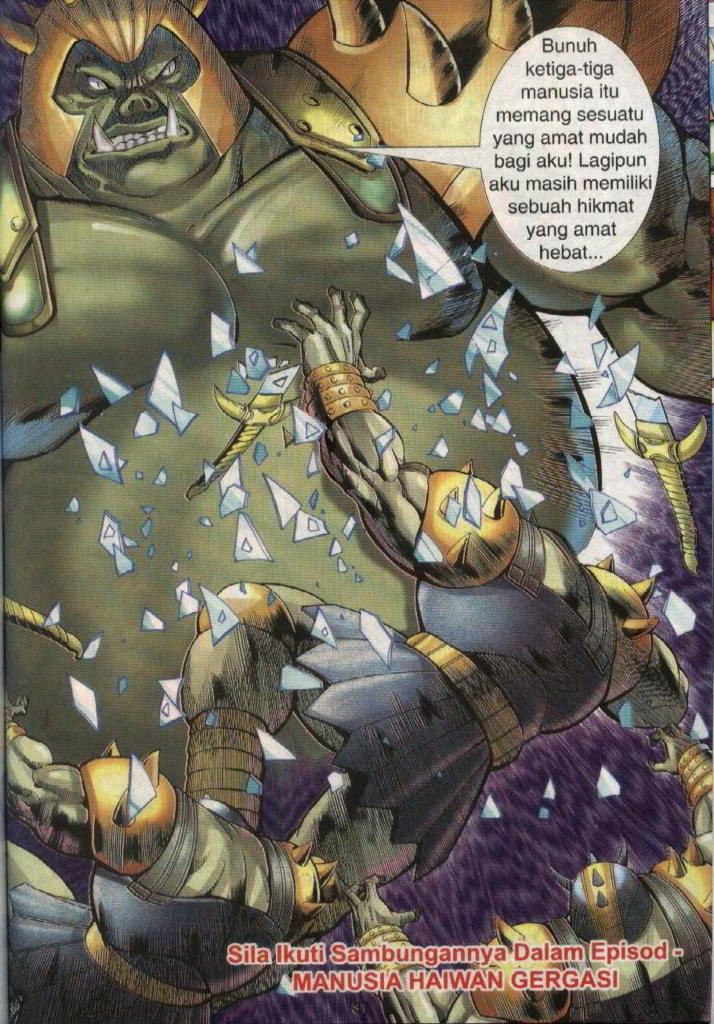 Bunuh
ketiga-tiga
manusia itu
memang sesuatu
yang amat mudah
bagi aku! Lagipun
aku masih memiliki
sebuah hikmat
yang amat
hebat...
Sila Ikuti Sambungannya Dalam Episod -
MANUSIA HAIWAN GERGASI